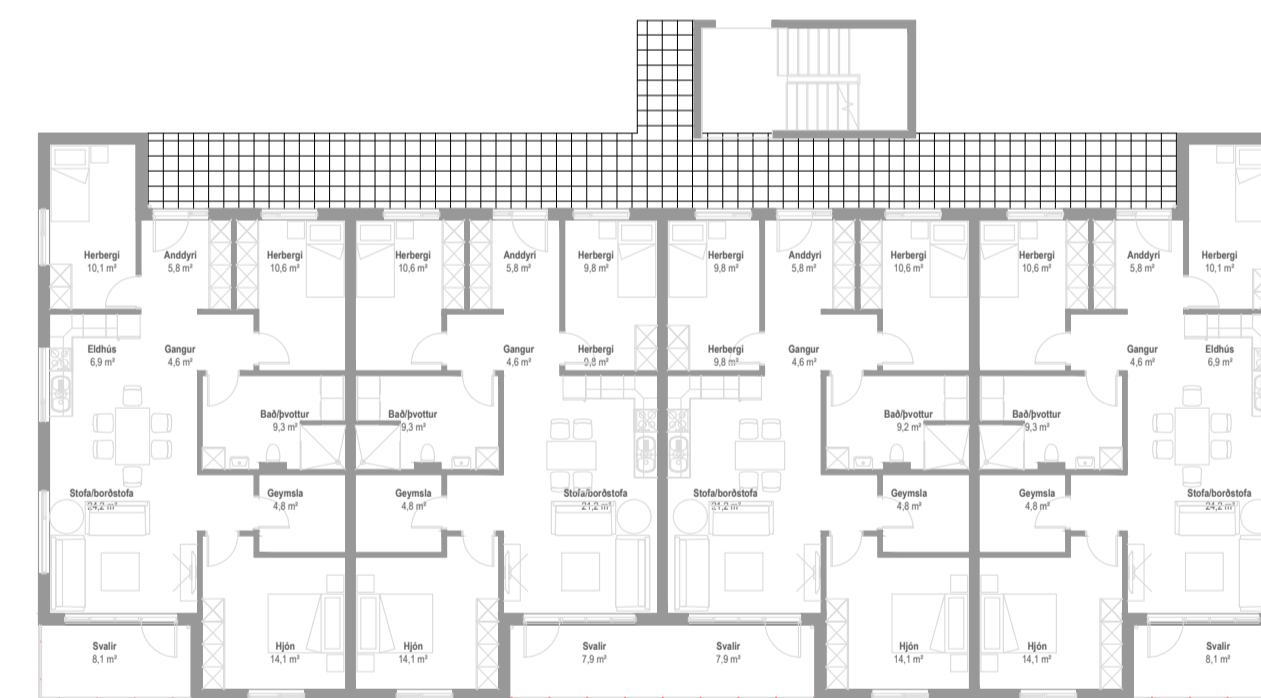 Herbergi
10,1 m²
Anddyri
5,8 m²
Herbergi
10,6 m²
Herbergi
10,6 m²
Anddyri
5,8 m²
Herbergi
9,8 m²
Herbergi
9,8 m²
Anddyri
5,8 m²
Herbergi
10,6 m²
Herbergi
10,6 m²
Anddyri
5,8 m²
Herbergi
10,1 m²
Eldhús
6,9 m²
Gangur
4,6 m²
Gangur
4,6 m²
Herbergi
9,8 m²
Herbergi
9,8 m²
Gangur
4,6 m²
Gangur
4,6 m²
Eldhús
6,9 m²
Bað/þvottur
9,3 m²
Bað/þvottur
9,3 m²
Bað/þvottur
9,2 m²
Bað/þvottur
9,3 m²
Stofa/borðstofa
24,2 m²
Geymsla
4,8 m²
Geymsla
4,8 m²
Stofa/borðstofa
21,2 m²
Stofa/borðstofa
21,2 m²
Geymsla
4,8 m²
Geymsla
4,8 m²
Stofa/borðstofa
24,2 m²
Svalir
8,1 m²
Hjón
14,1 m²
Hjón
14,1 m²
Svalir
7,9 m²
Svalir
7,9 m²
Hjón
14,1 m²
Hjón
14,1 m²
Svalir
8,1 m²